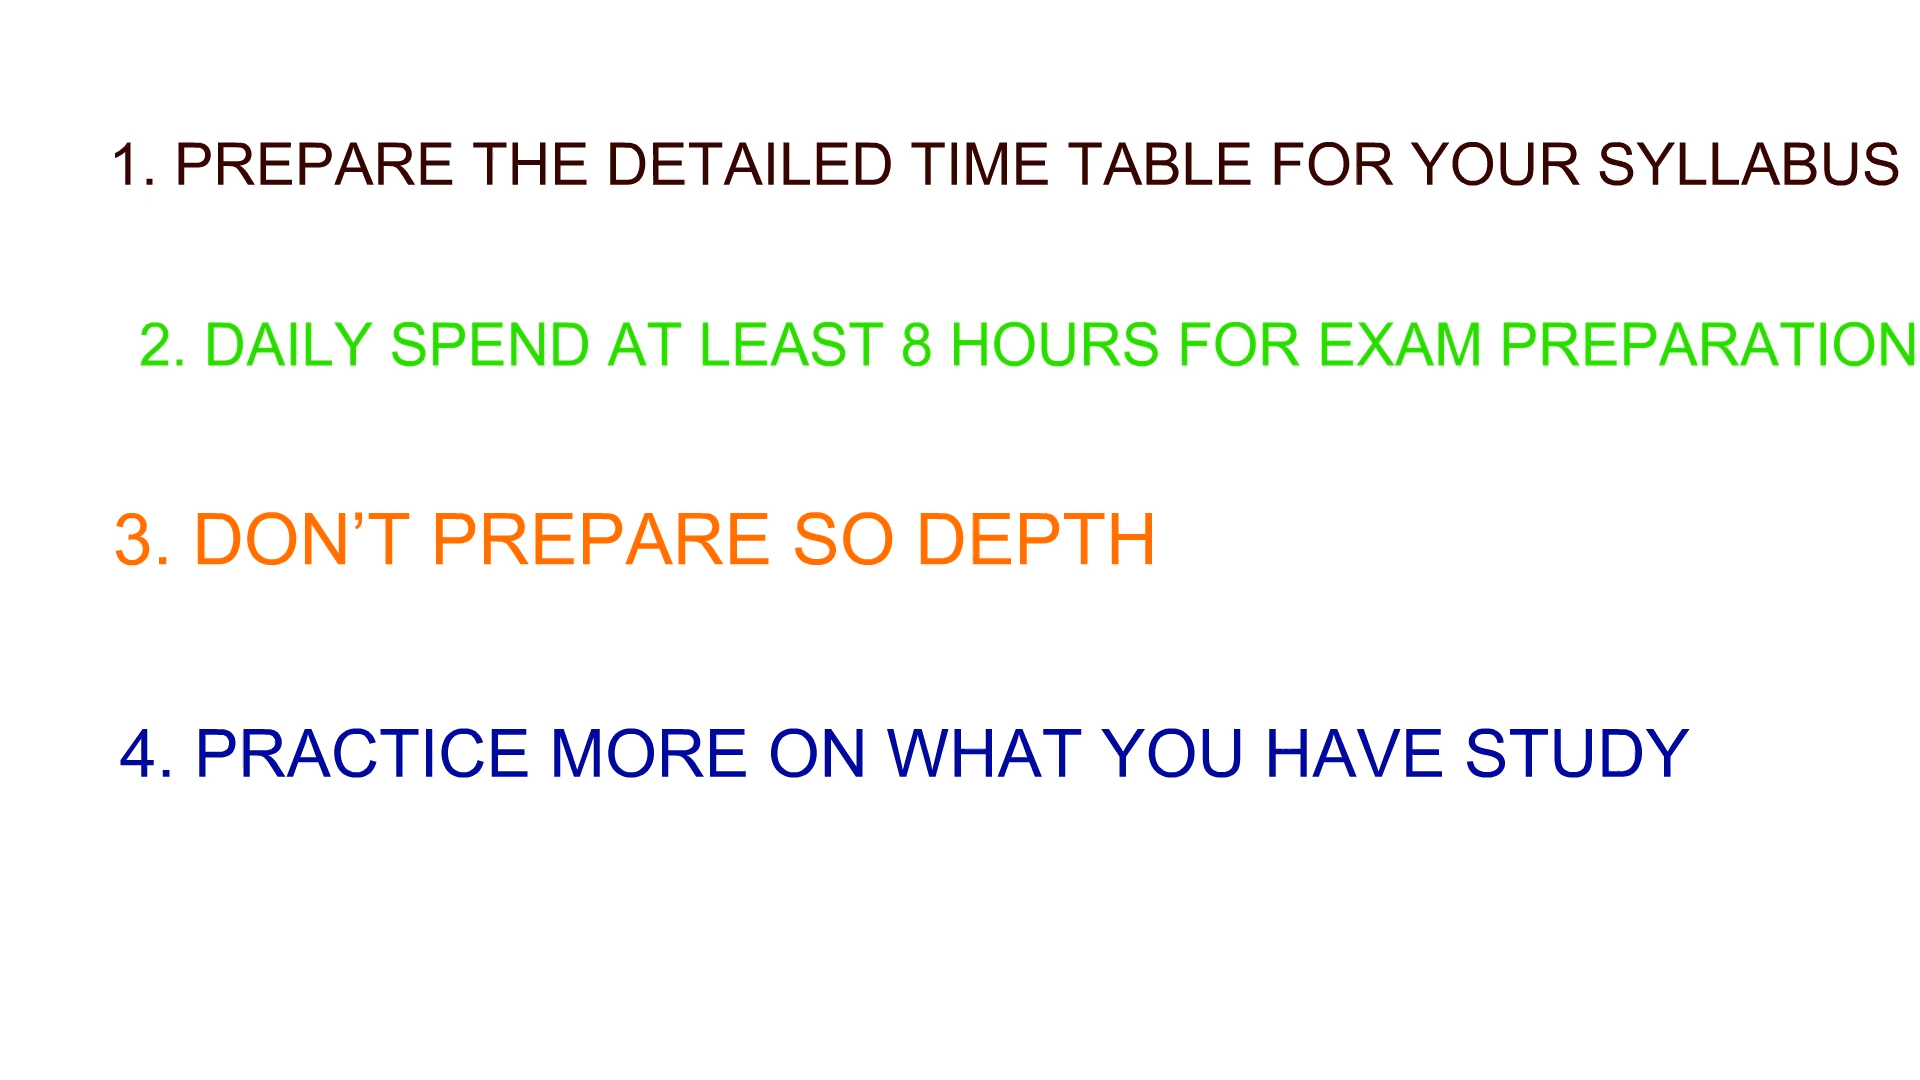 1. PREPARE THE DETAILED TIME TABLE FOR YOUR SYLLABUS
2. DAILY SPEND AT LEAST 8 HOURS FOR EXAM PREPARATION
3. DON’T PREPARE SO DEPTH
4. PRACTICE MORE ON WHAT YOU HAVE STUDY